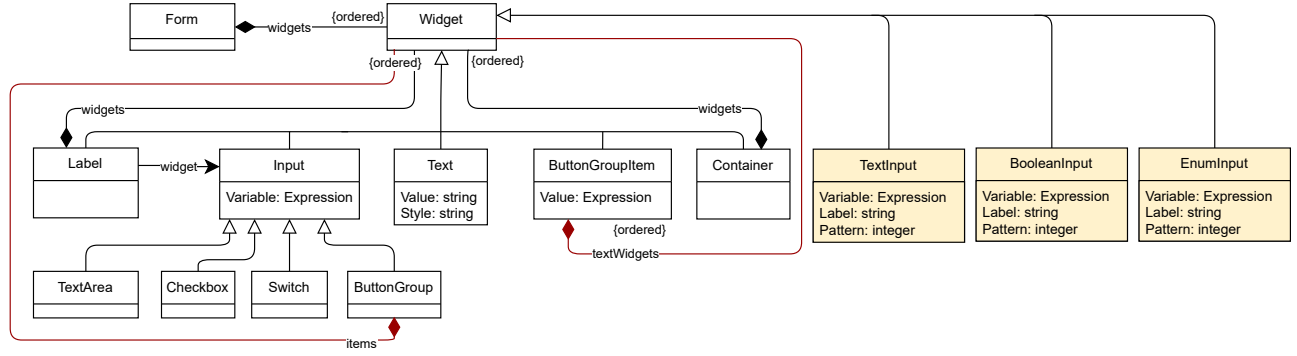 Form
widgets
{ordered}
Widget
{ordered}
{ordered}
widgets
widgets
Label
widget
Input
Variable: Expression
Text
Value: string
Style: string
ButtonGroupItem
Value: Expression
Container
TextInput
Variable: Expression
Label: string
Pattern: integer
BooleanInput
Variable: Expression
Label: string
Pattern: integer
EnumInput
Variable: Expression
Label: string
Pattern: integer
{ordered}
textWidgets
TextArea
Checkbox
Switch
ButtonGroup
items